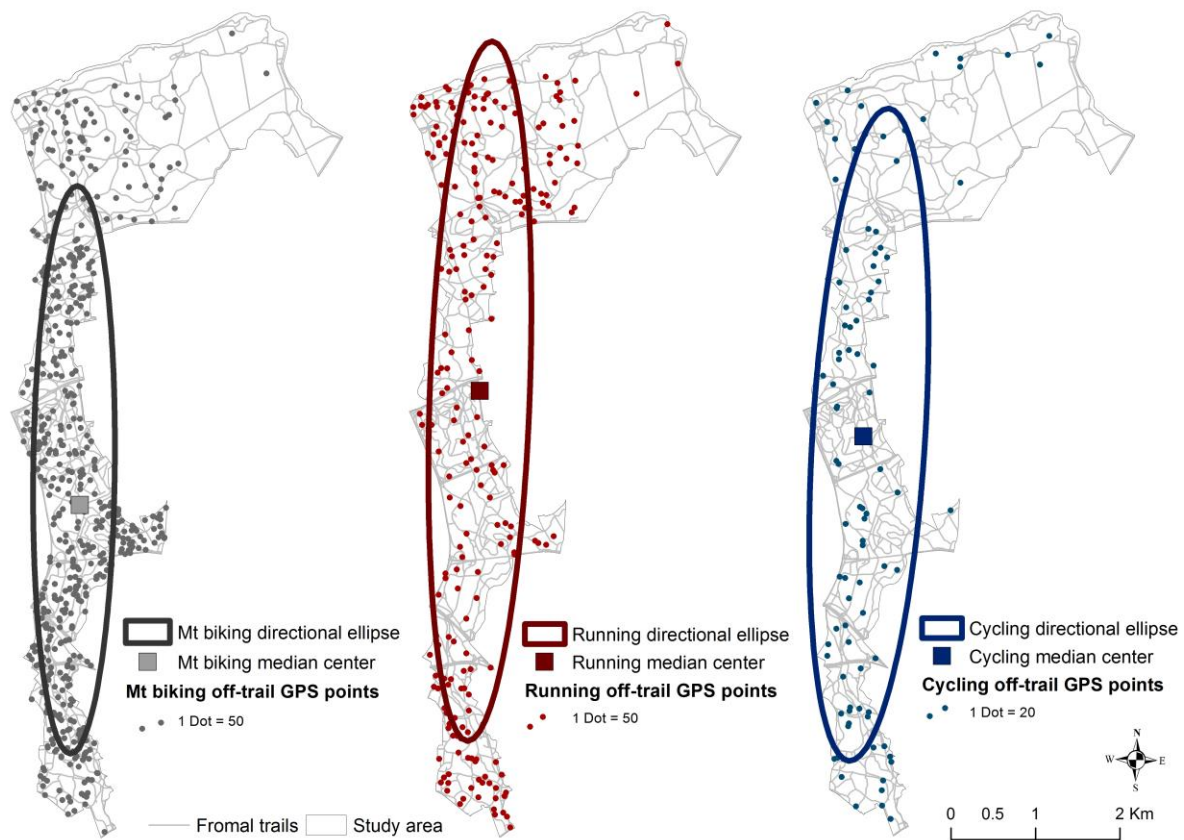 Mt biking directional ellipse
Mt biking median center
Mt biking off-trail GPS points
1 Dot = 50
Running directional ellipse
Running median center
Running off-trail GPS points
1 Dot = 50
Cycling directional ellipse
Cycling median center
Cycling off-trail GPS points
1 Dot = 20
N
W E
S
0 0.5 1 2 Km
Fromal trails Study area